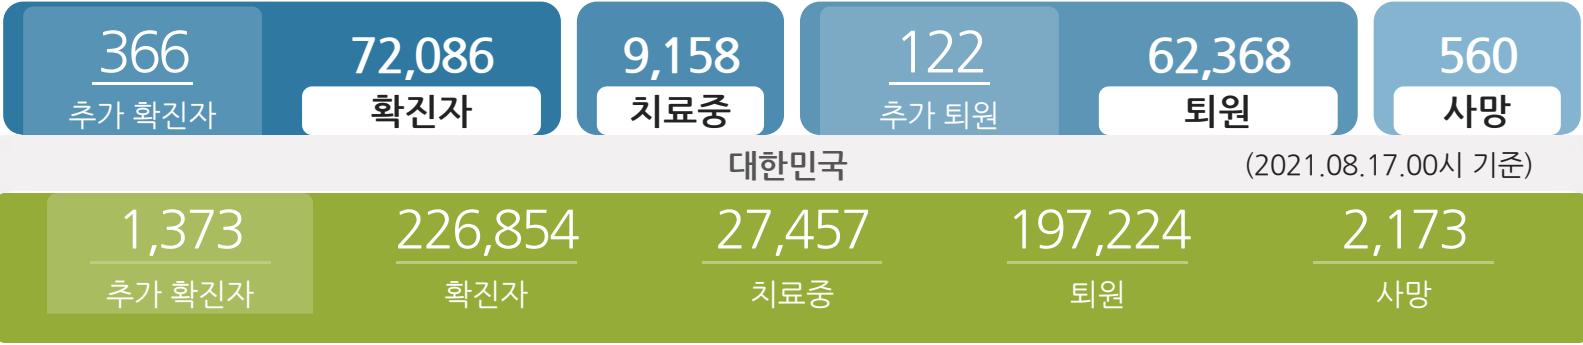 366 72,086 9,158 122 62,368 560
추가 확진자 확진자 치료중 추가 퇴원 퇴원 사망
대한민국 (2021.08.17.00시 기준)
1,373 226,854 27,457 197,224 2,173
추가 확진자 확진자 치료중 퇴원 사망